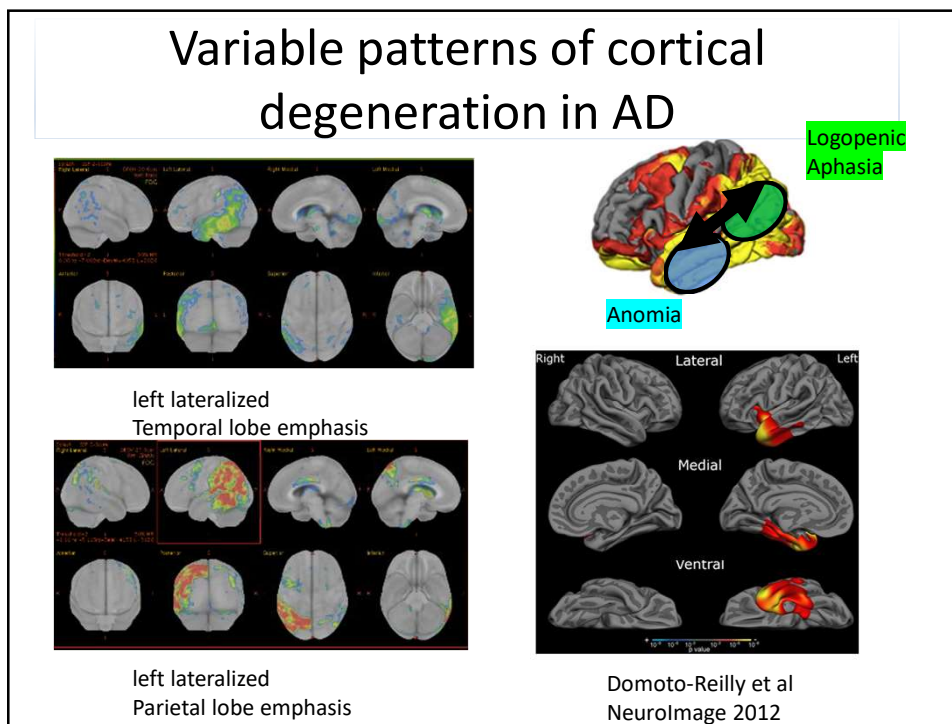 Variable patterns of cortical
degeneration in AD
Logopenic
Aphasia
Anomia
left lateralized
Temporal lobe emphasis
left lateralized
Parietal lobe emphasis
Right
Lateral
Left
Medial
Ventral
p value
Domoto-Reilly et al
NeuroImage 2012